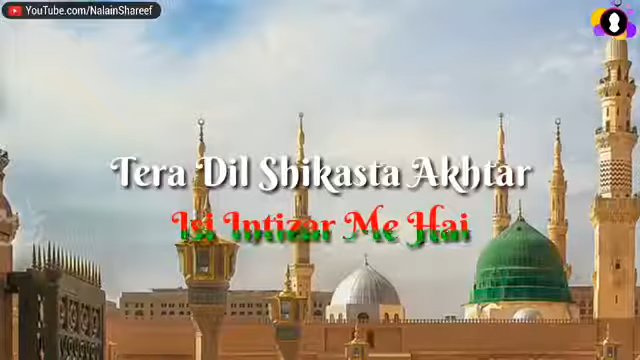 YouTube.com/NalainShareef
Tera Dil Shikasta Akhtar
Isi Intizar Me Hai